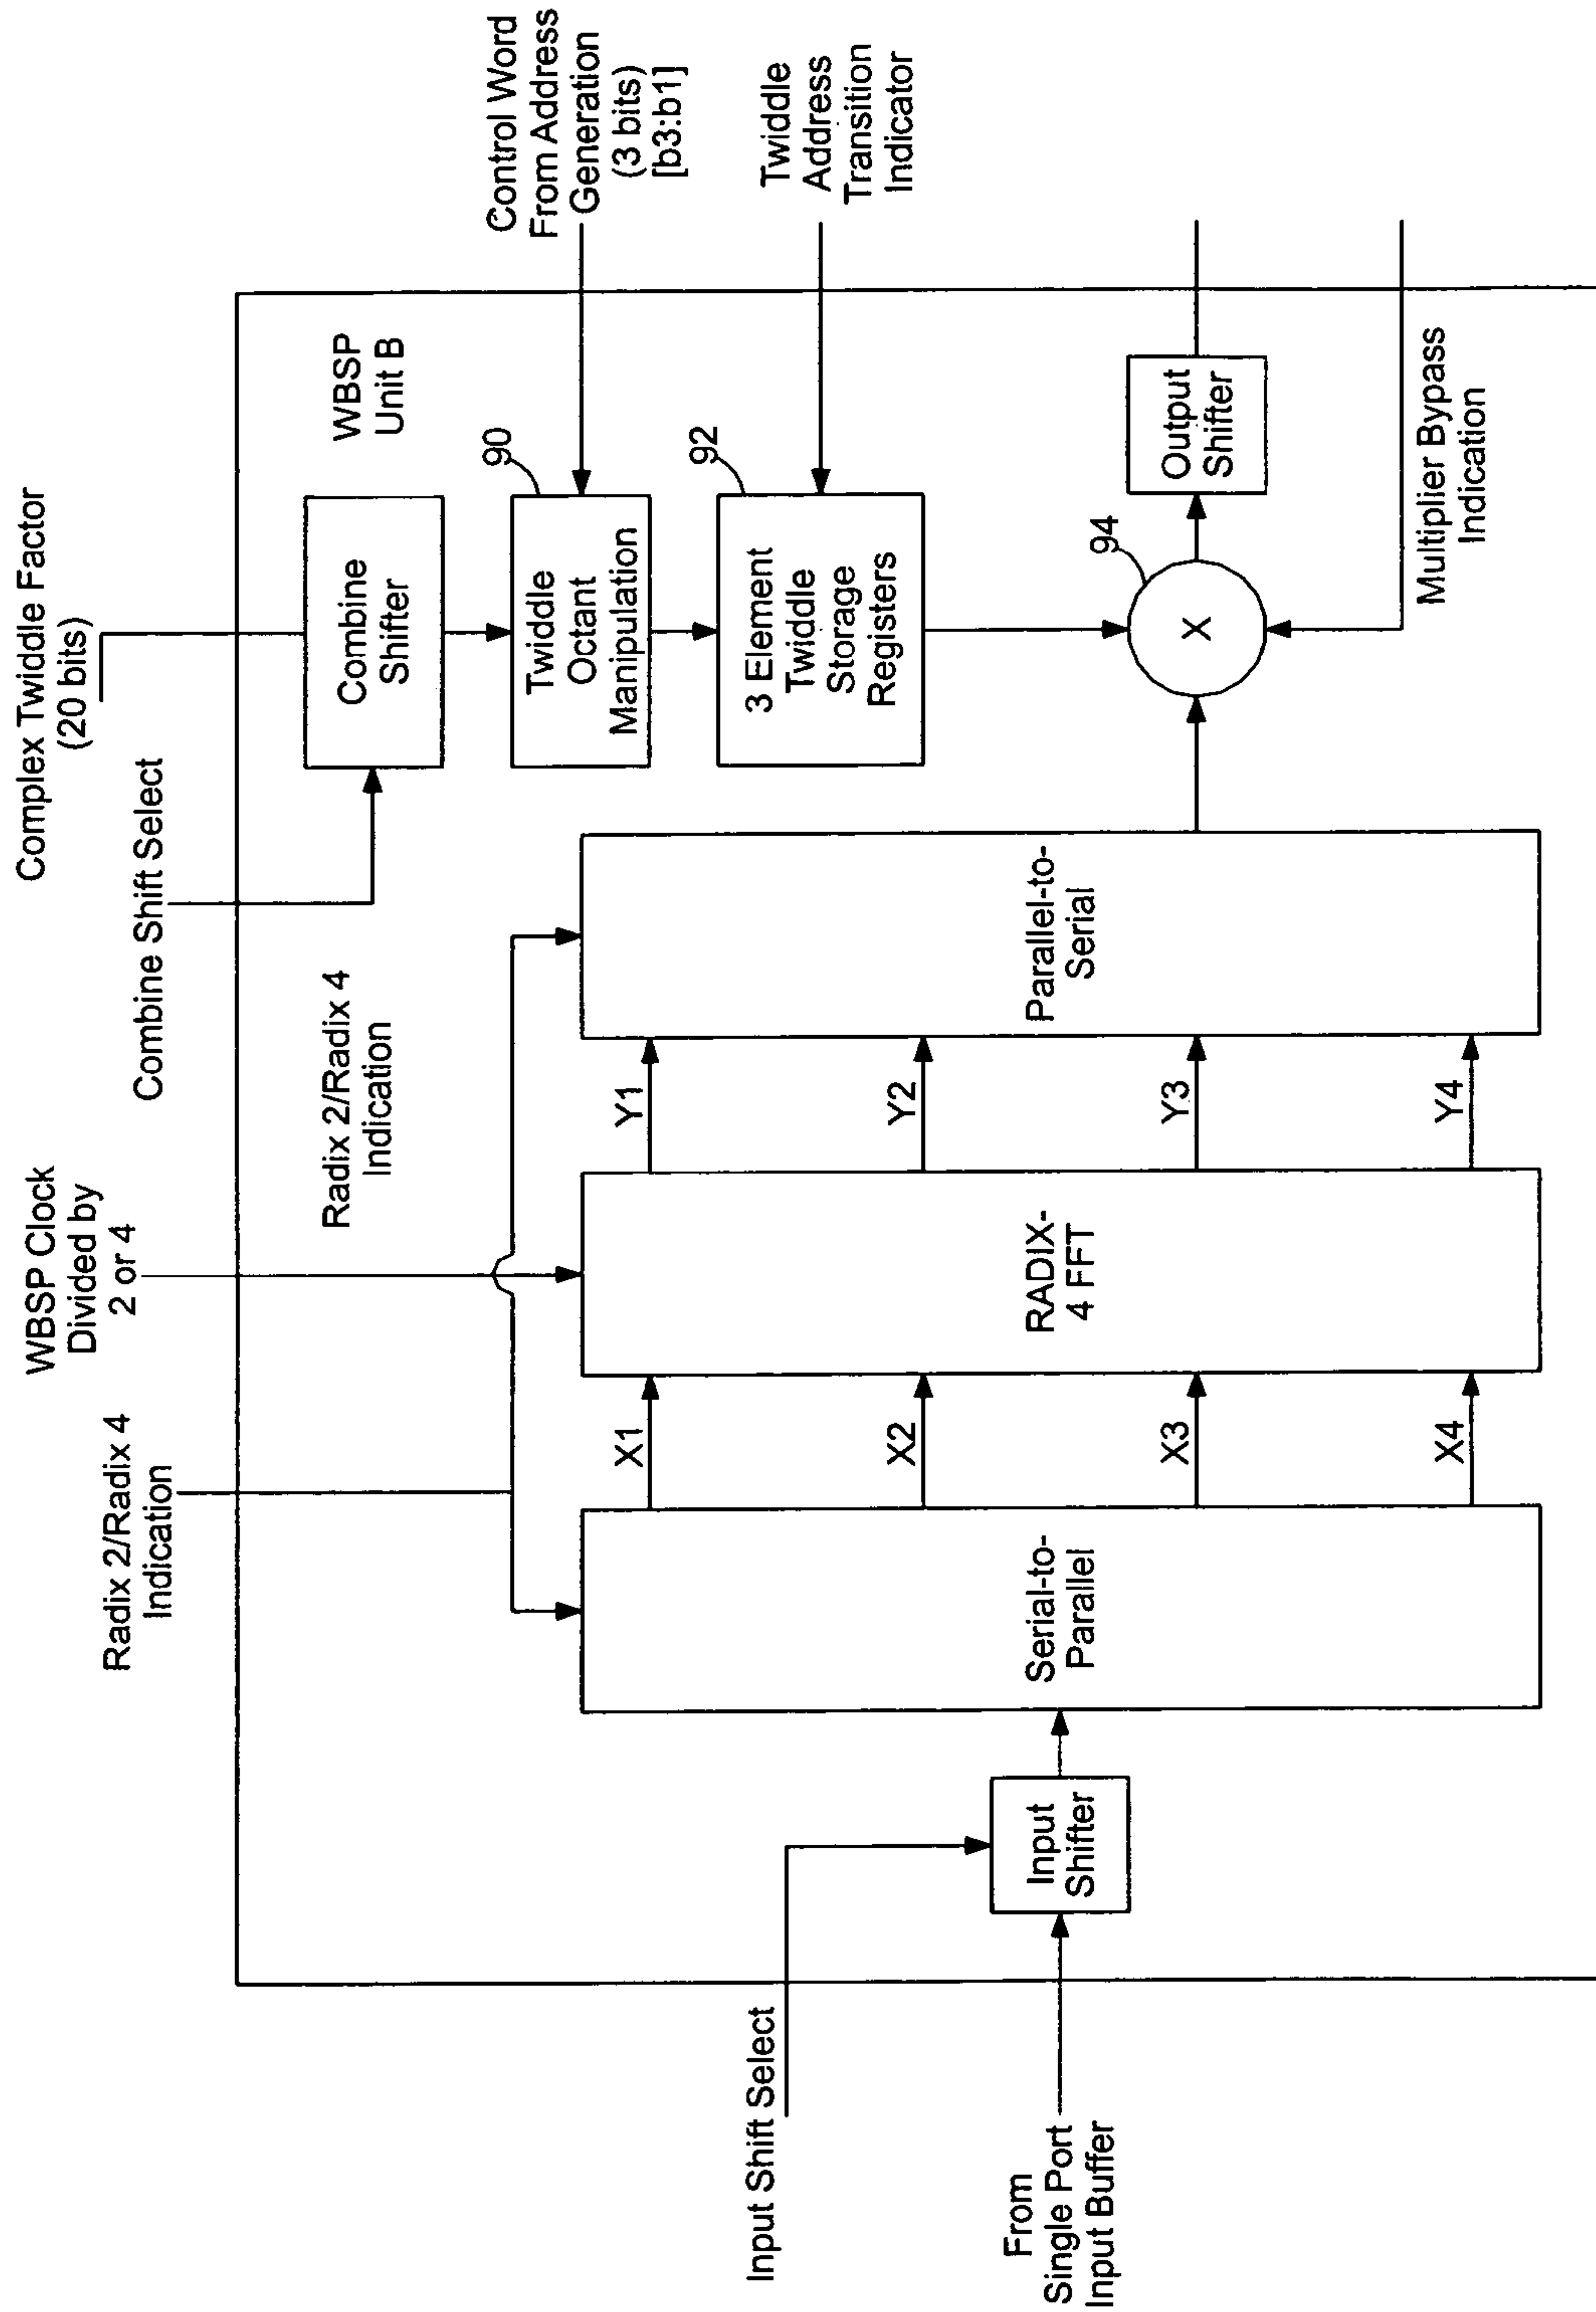 Complex Twiddle Factor
(20 bits)
Combine Shift Select
WBSP Clock
Divided by
2 or 4
Radix 2/Radix 4
Indication
Radix 2/Radix 4
Indication
Input Shift Select
From
Single Port
Input Buffer
Input
Shifter
Serial-to-
Parallel
X1
X2
X3
X4
RADIX-
4 FFT
Y1
Y2
Y3
Y4
Parallel-to-
Serial
Combine
Shifter
WBSP
Unit B
90
Twiddle
Octant
Manipulation
92
3 Element
Twiddle
Storage
Registers
94
X
Output
Shifter
Control Word
From Address
Generation
(3 bits)
[b3:b1]
Twiddle
Address
Transition
Indicator
Multiplier Bypass
Indication